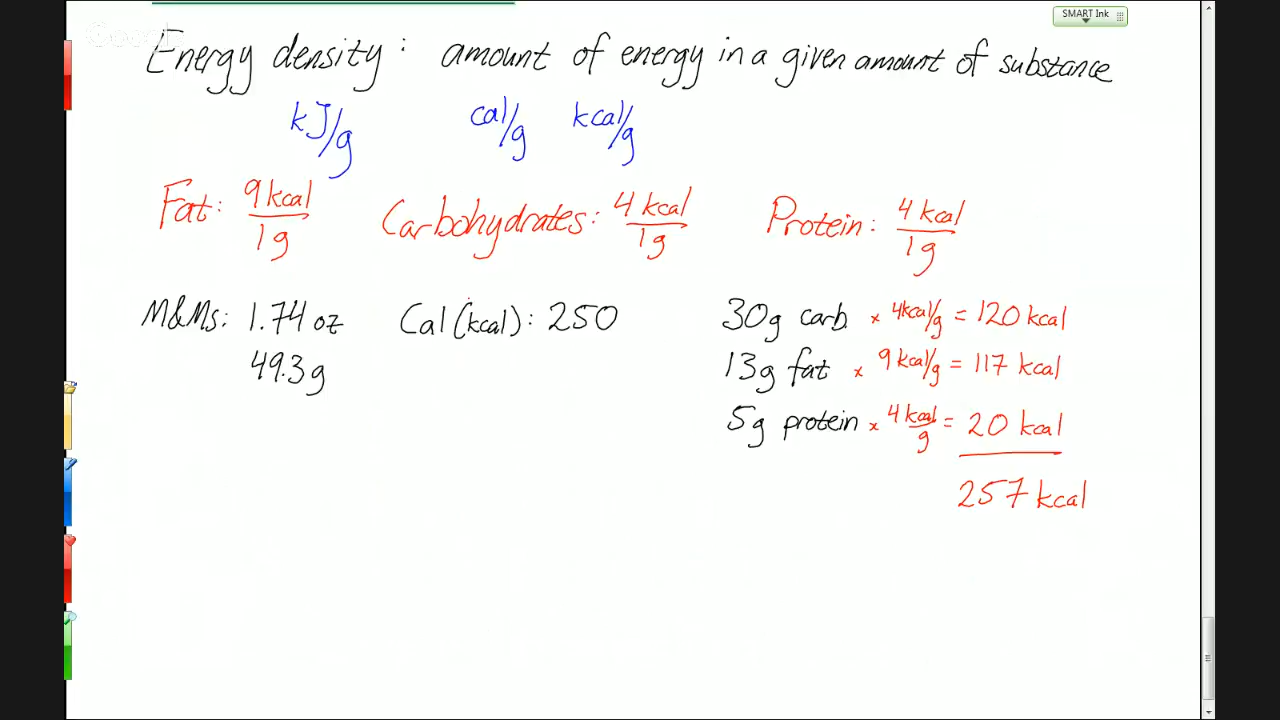 SMART Ink
Google
Energy density: amount of energy in a given amount of substance
kJ/g cal/g kcal/g
Fat: 9 kcal/1g Carbohydrates: 4 kcal/1g Protein: 4 kcal/1g
M&Ms: 1.74 oz Cal (kcal): 250 30g carb × 4kcal/g = 120 kcal
49.3g 13g fat × 9 kcal/g = 117 kcal
5g protein × 4 kcal/g = 20 kcal
257 kcal